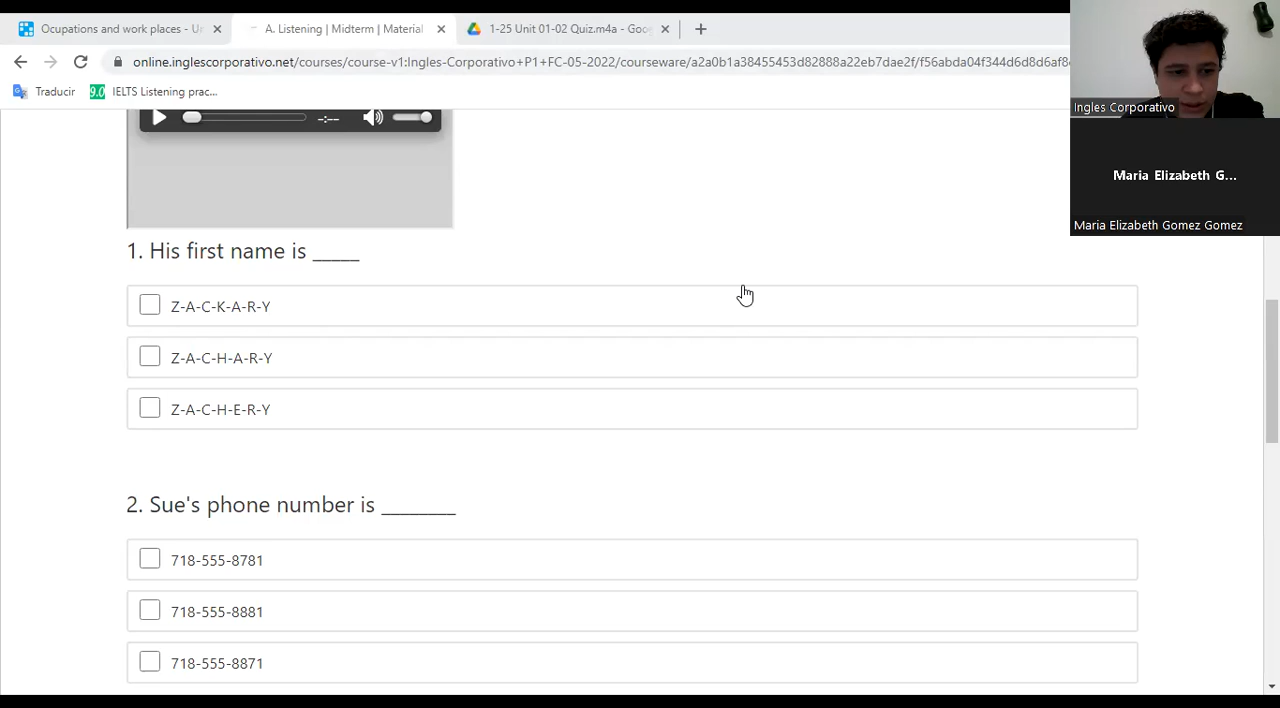 Ocupations and work places - U
A. Listening | Midterm | Material
1-25 Unit 01-02 Quiz.m4a - Goo
online.inglescorporativo.net/courses/course-v1:Ingles-Corporativo+P1+FC-05-2022/courseware/a2a0b1a38455453d82888a22eb7dae2f/f56abda04f344d6d8d6af8
Traducir
9.0 IELTS Listening prac...
Ingles Corporativo
Maria Elizabeth G...
Maria Elizabeth Gomez Gomez
-:--
1. His first name is _____
Z-A-C-K-A-R-Y
Z-A-C-H-A-R-Y
Z-A-C-H-E-R-Y
2. Sue's phone number is ________
718-555-8781
718-555-8881
718-555-8871